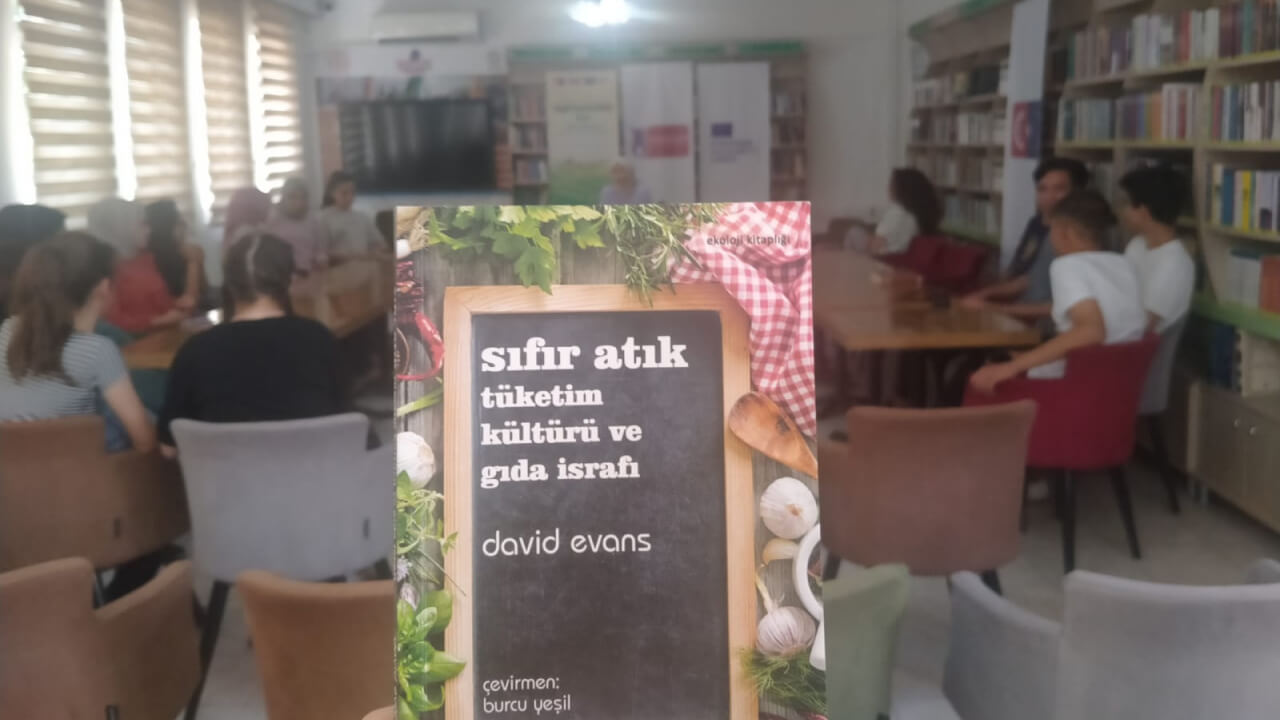 ekoloji kitaplığı
sıfır atık
tüketim
kültürü ve
gıda israfı
david evans
çevirmen:
burcu yeşil